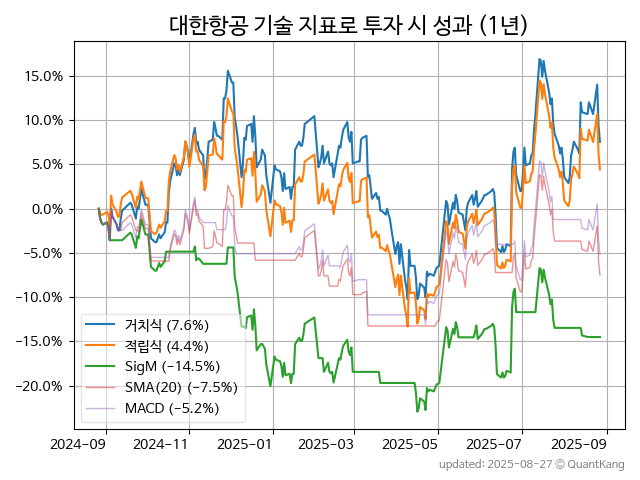 대한항공 기술 지표로 투자 시 성과 (1년)
15.0%
10.0%
5.0%
0.0%
−5.0%
−10.0%
−15.0%
−20.0%
거치식 (7.6%)
적립식 (4.4%)
SigM (−14.5%)
SMA(20) (−7.5%)
MACD (−5.2%)
2024-09 2024-11 2025-01 2025-03 2025-05 2025-07 2025-09
updated: 2025-08-27 © QuantKang